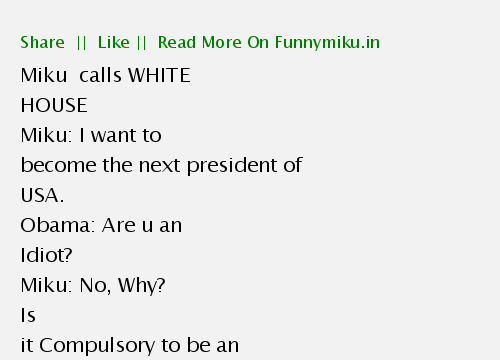 Share || Like || Read More On Funnymiku.in
Miku calls WHITE
HOUSE
Miku: I want to
become the next president of
USA.
Obama: Are u an
Idiot?
Miku: No, Why?
Is
it Compulsory to be an